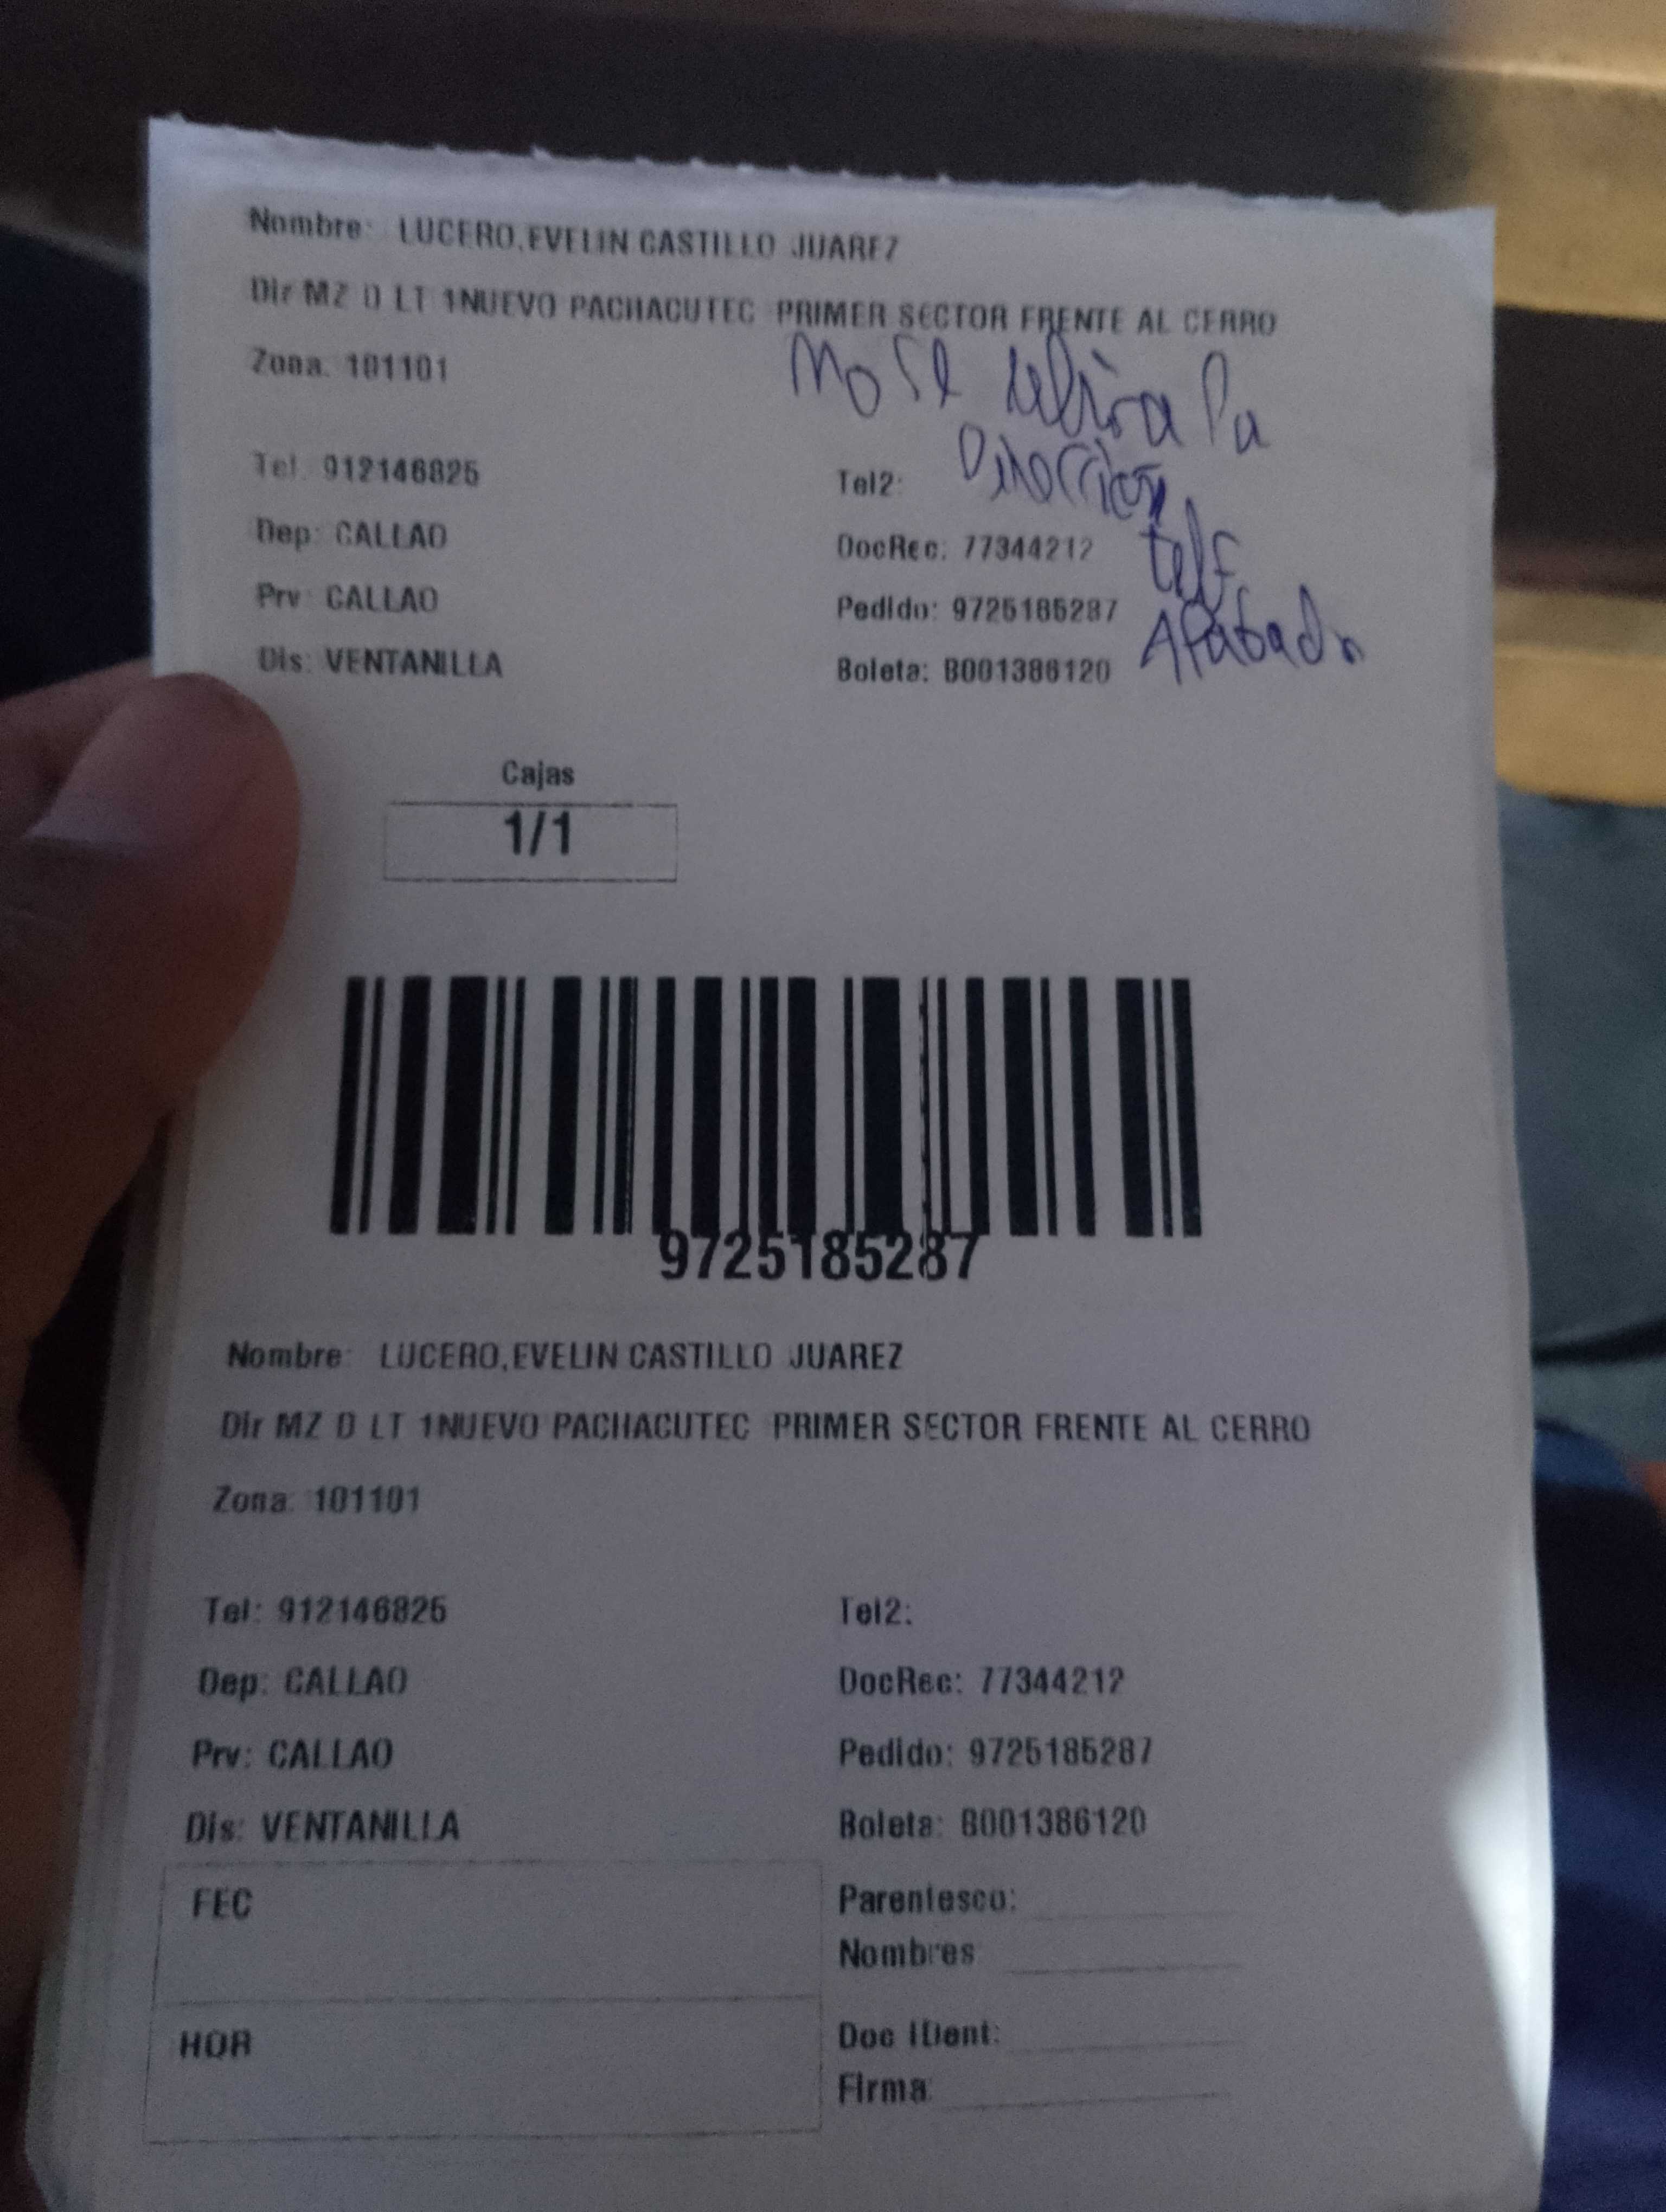 Nombre: LUCERO,EVELIN CASTILLO JUAREZ
Dir MZ D LT 1NUEVO PACHACUTEC PRIMER SECTOR FRENTE AL CERRO
Zona: 101101
No se la
Dirección
telf
Apagado
Tel: 912146825
Tel2:
Dep: CALLAO
DocRec: 77344212
Prv: CALLAO
Pedido: 9725185287
Dis: VENTANILLA
Boleta: B001386120
Cajas
1/1
9725185287
Nombre: LUCERO,EVELIN CASTILLO JUAREZ
Dir MZ D LT 1NUEVO PACHACUTEC PRIMER SECTOR FRENTE AL CERRO
Zona: 101101
Tel: 912146825
Tel2:
Dep: CALLAO
DocRec: 77344212
Prv: CALLAO
Pedido: 9725185287
Dis: VENTANILLA
Boleta: B001386120
FEC
Parentesco:
Nombres
HOR
Doc IDent:
Firma: